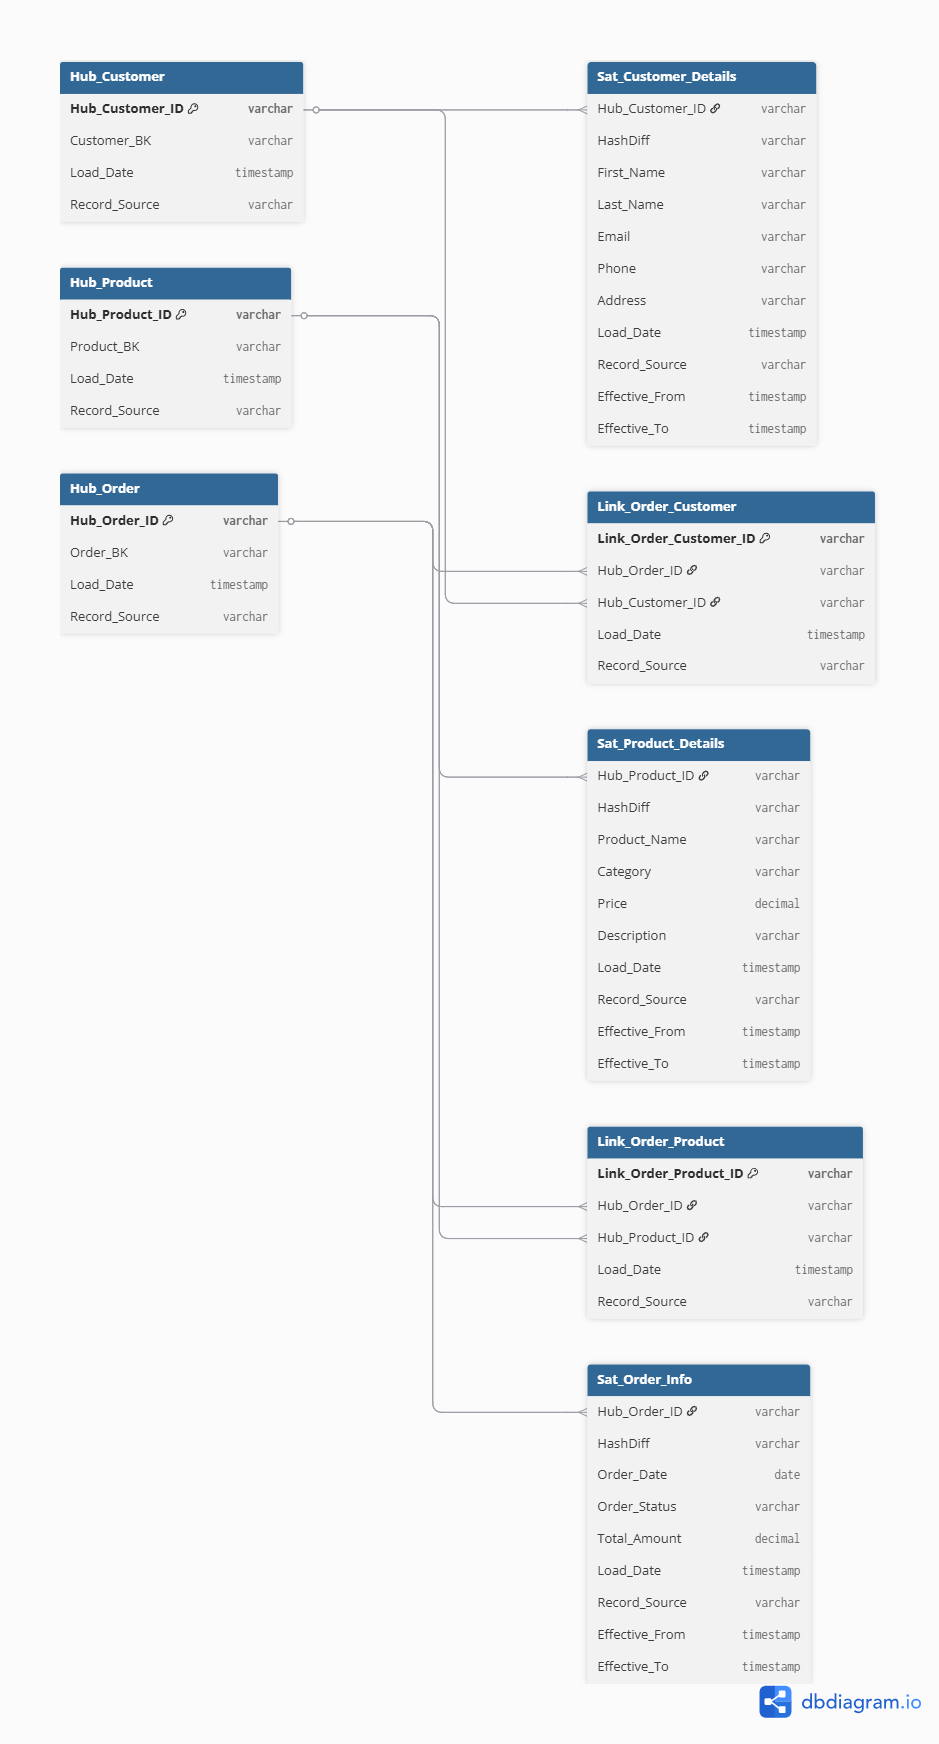 Hub_Customer
Hub_Customer_ID varchar
Customer_BK varchar
Load_Date timestamp
Record_Source varchar
Hub_Product
Hub_Product_ID varchar
Product_BK varchar
Load_Date timestamp
Record_Source varchar
Hub_Order
Hub_Order_ID varchar
Order_BK varchar
Load_Date timestamp
Record_Source varchar
Sat_Customer_Details
Hub_Customer_ID varchar
HashDiff varchar
First_Name varchar
Last_Name varchar
Email varchar
Phone varchar
Address varchar
Load_Date timestamp
Record_Source varchar
Effective_From timestamp
Effective_To timestamp
Link_Order_Customer
Link_Order_Customer_ID varchar
Hub_Order_ID varchar
Hub_Customer_ID varchar
Load_Date timestamp
Record_Source varchar
Sat_Product_Details
Hub_Product_ID varchar
HashDiff varchar
Product_Name varchar
Category varchar
Price decimal
Description varchar
Load_Date timestamp
Record_Source varchar
Effective_From timestamp
Effective_To timestamp
Link_Order_Product
Link_Order_Product_ID varchar
Hub_Order_ID varchar
Hub_Product_ID varchar
Load_Date timestamp
Record_Source varchar
Sat_Order_Info
Hub_Order_ID varchar
HashDiff varchar
Order_Date date
Order_Status varchar
Total_Amount decimal
Load_Date timestamp
Record_Source varchar
Effective_From timestamp
Effective_To timestamp
dbdiagram.io